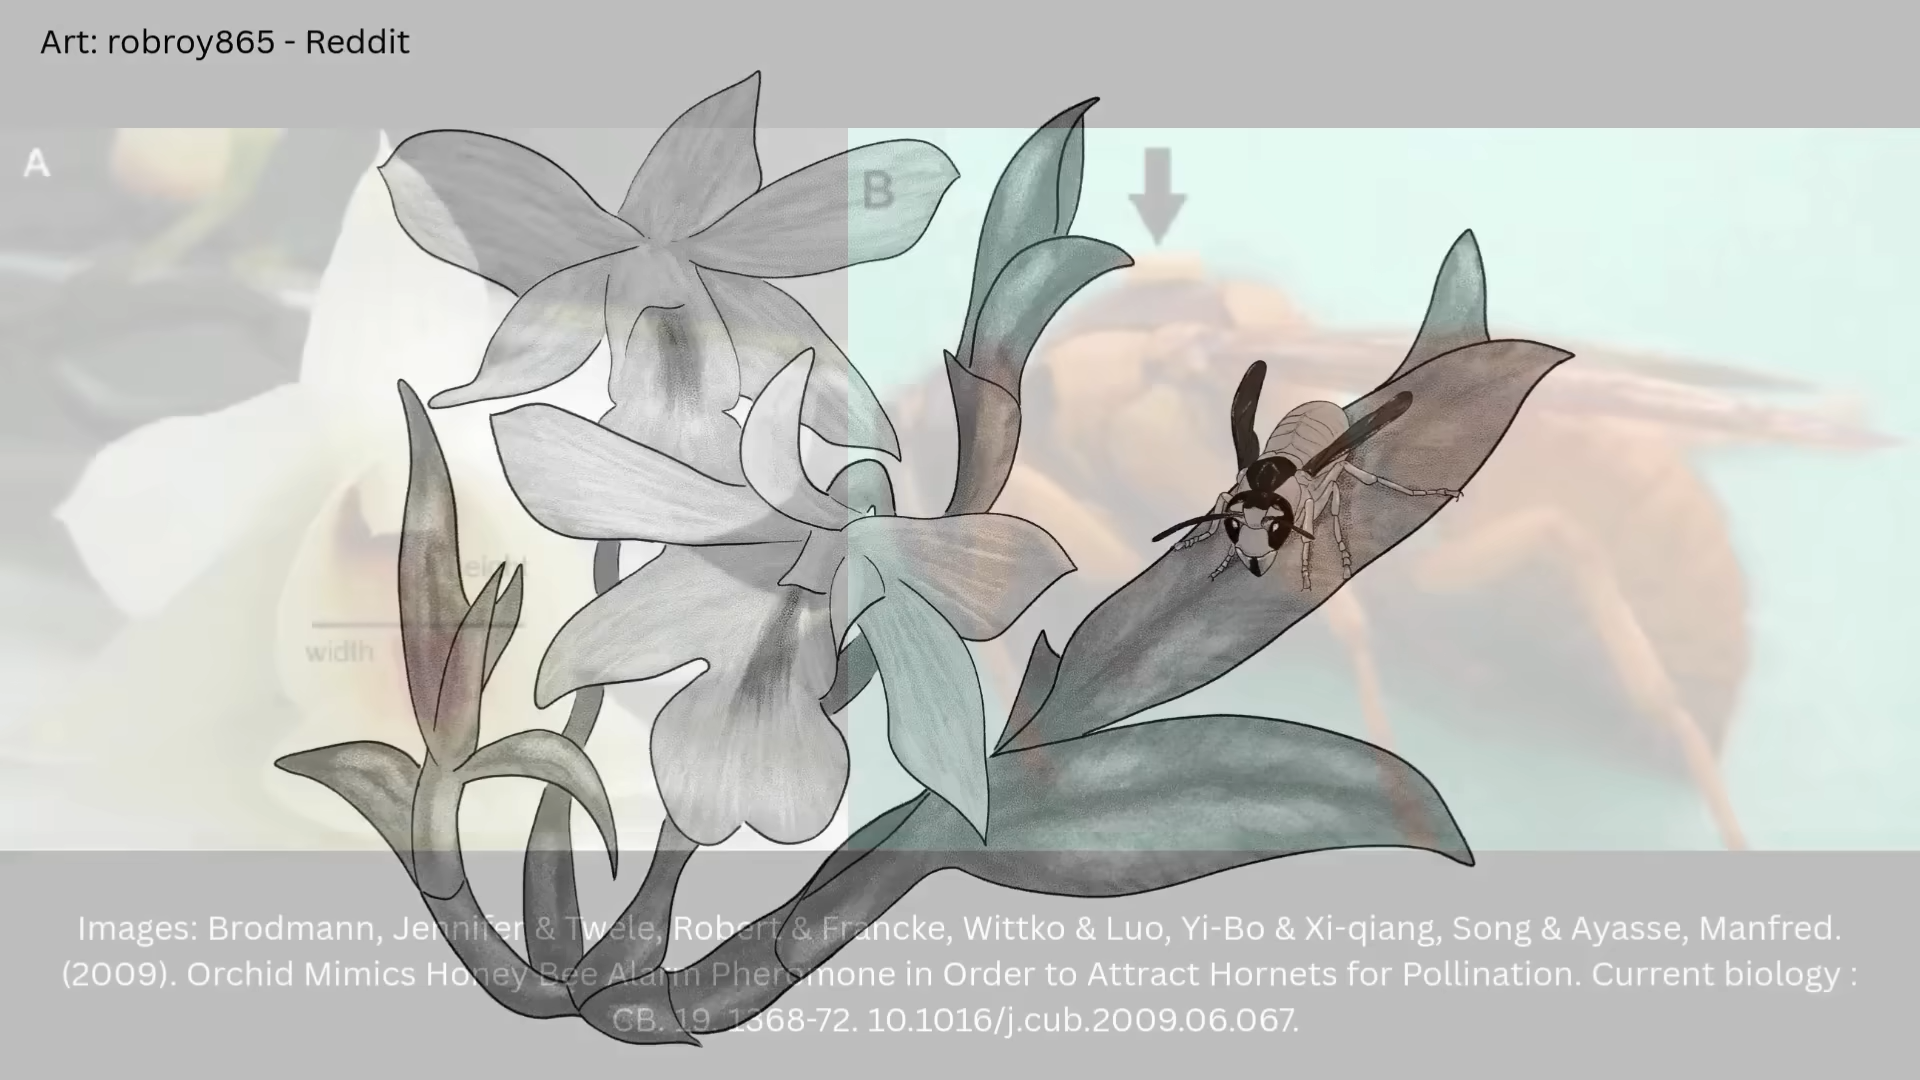 Art: robroy865 - Reddit
A
B
height
width
Images: Brodmann, Jennifer & Twele, Robert & Francke, Wittko & Luo, Yi-Bo & Xi-qiang, Song & Ayasse, Manfred.
(2009). Orchid Mimics Honey Bee Alarm Pheromone in Order to Attract Hornets for Pollination. Current biology :
CB. 19. 1368-72. 10.1016/j.cub.2009.06.067.